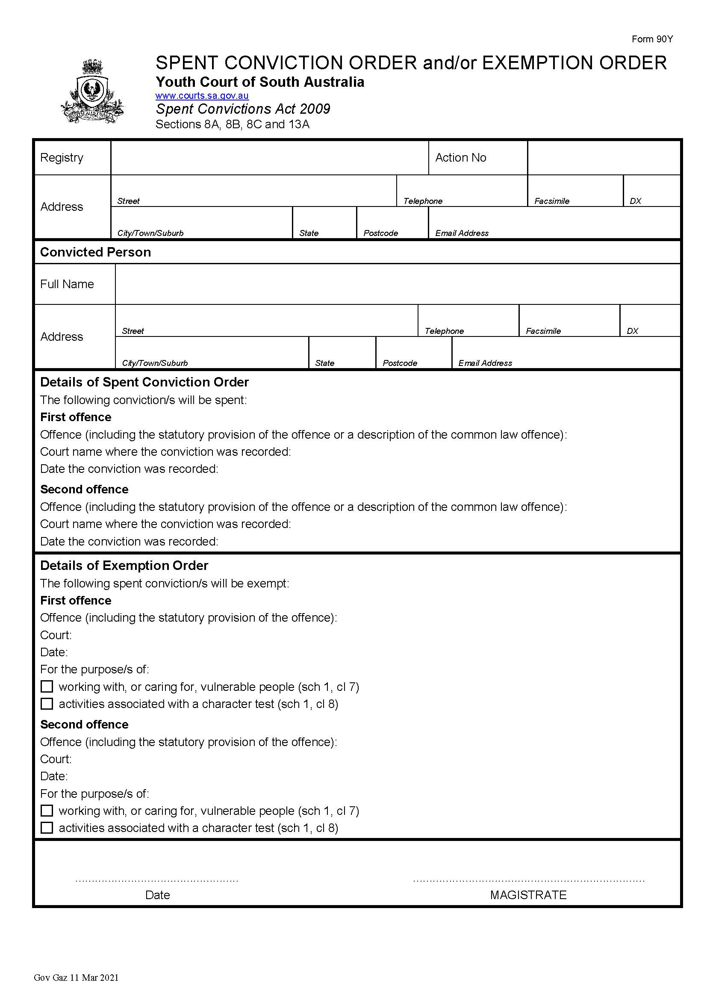 Form 90Y
SPENT CONVICTION ORDER and/or EXEMPTION ORDER
Youth Court of South Australia
www.courts.sa.gov.au
Spent Convictions Act 2009
Sections 8A, 8B, 8C and 13A
SOUTH AUSTRALIA
Registry
Action No
Address
Street
Telephone
Facsimile
DX
City/Town/Suburb
State
Postcode
Email Address
Convicted Person
Full Name
Address
Street
Telephone
Facsimile
DX
City/Town/Suburb
State
Postcode
Email Address
Details of Spent Conviction Order
The following conviction/s will be spent:
First offence
Offence (including the statutory provision of the offence or a description of the common law offence):
Court name where the conviction was recorded:
Date the conviction was recorded:
Second offence
Offence (including the statutory provision of the offence or a description of the common law offence):
Court name where the conviction was recorded:
Date the conviction was recorded:
Details of Exemption Order
The following spent conviction/s will be exempt:
First offence
Offence (including the statutory provision of the offence):
Court:
Date:
For the purpose/s of:
working with, or caring for, vulnerable people (sch 1, cl 7)
activities associated with a character test (sch 1, cl 8)
Second offence
Offence (including the statutory provision of the offence):
Court:
Date:
For the purpose/s of:
working with, or caring for, vulnerable people (sch 1, cl 7)
activities associated with a character test (sch 1, cl 8)
Date
MAGISTRATE
Gov Gaz 11 Mar 2021